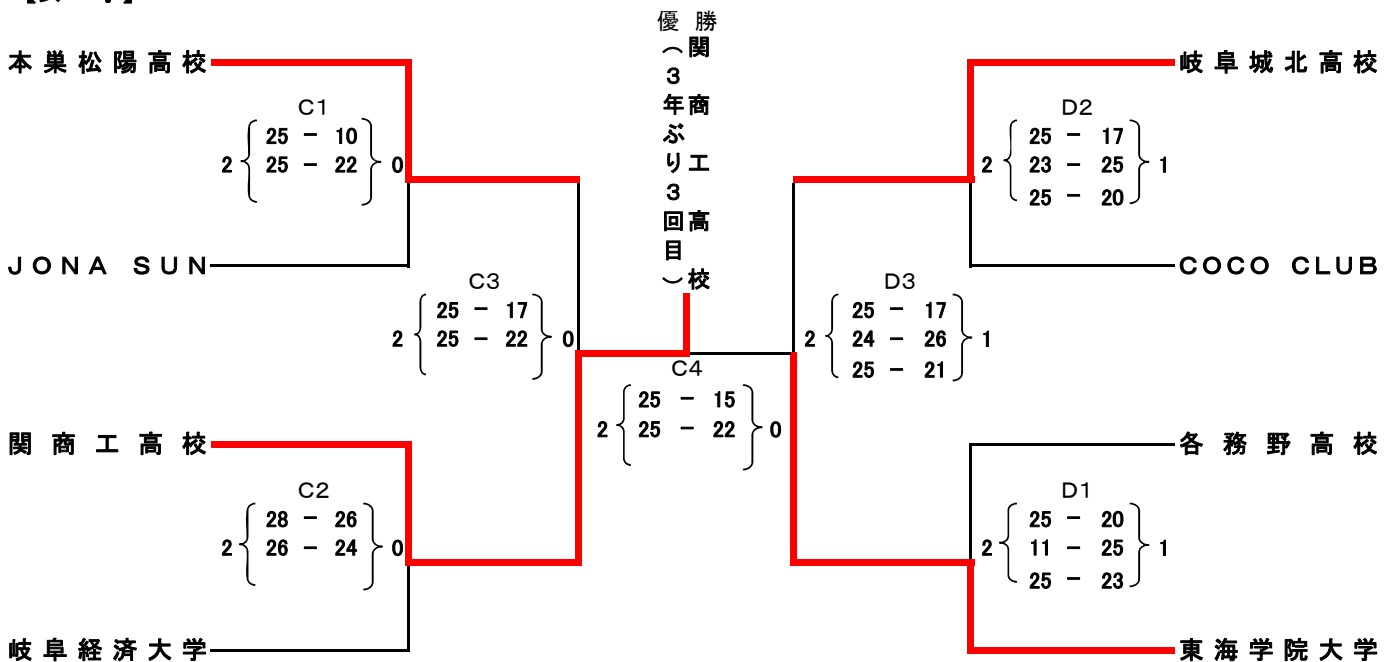 優勝
関商工高校
（３年ぶり３回目）
本巣松陽高校
C1
2 25 － 10 0
25 － 22
JONA SUN
C3
2 25 － 17 0
25 － 22
関商工高校
C2
2 28 － 26 0
26 － 24
岐阜経済大学
C4
2 25 － 15 0
25 － 22
岐阜城北高校
D2
25 － 17
2 23 － 25 1
25 － 20
COCO CLUB
D3
25 － 17
2 24 － 26 1
25 － 21
各務野高校
D1
25 － 20
2 11 － 25 1
25 － 23
東海学院大学